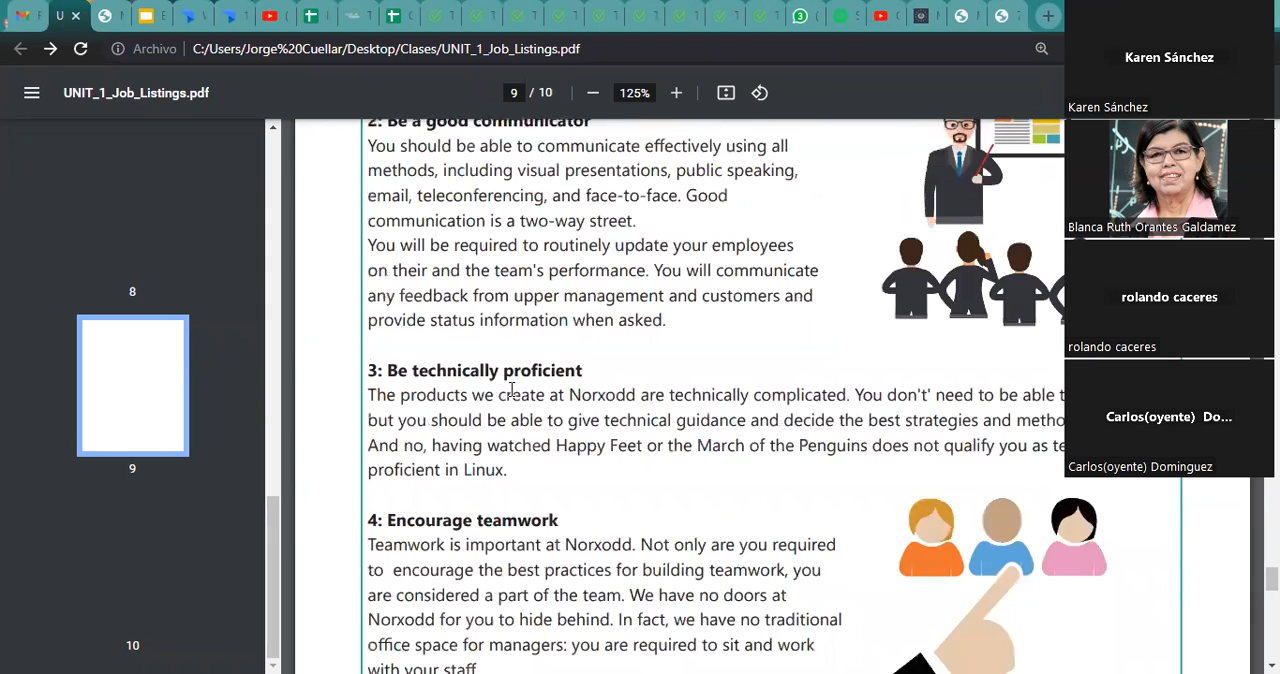 U
Archivo
C:/Users/Jorge%20Cuellar/Desktop/Clases/UNIT_1_Job_Listings.pdf
UNIT_1_Job_Listings.pdf
9 / 10
125%
8
9
10
2: Be a good communicator
You should be able to communicate effectively using all
methods, including visual presentations, public speaking,
email, teleconferencing, and face-to-face. Good
communication is a two-way street.
You will be required to routinely update your employees
on their and the team's performance. You will communicate
any feedback from upper management and customers and
provide status information when asked.
3: Be technically proficient
The products we create at Norxodd are technically complicated. You don't' need to be able
but you should be able to give technical guidance and decide the best strategies and
And no, having watched Happy Feet or the March of the Penguins does not qualify you as
proficient in Linux.
4: Encourage teamwork
Teamwork is important at Norxodd. Not only are you required
to encourage the best practices for building teamwork, you
are considered a part of the team. We have no doors at
Norxodd for you to hide behind. In fact, we have no traditional
office space for managers: you are required to sit and work
with your staff
Karen Sánchez
Karen Sánchez
Blanca Ruth Orantes Galdamez
rolando caceres
rolando caceres
Carlos(oyente) Do...
Carlos(oyente) Dominguez